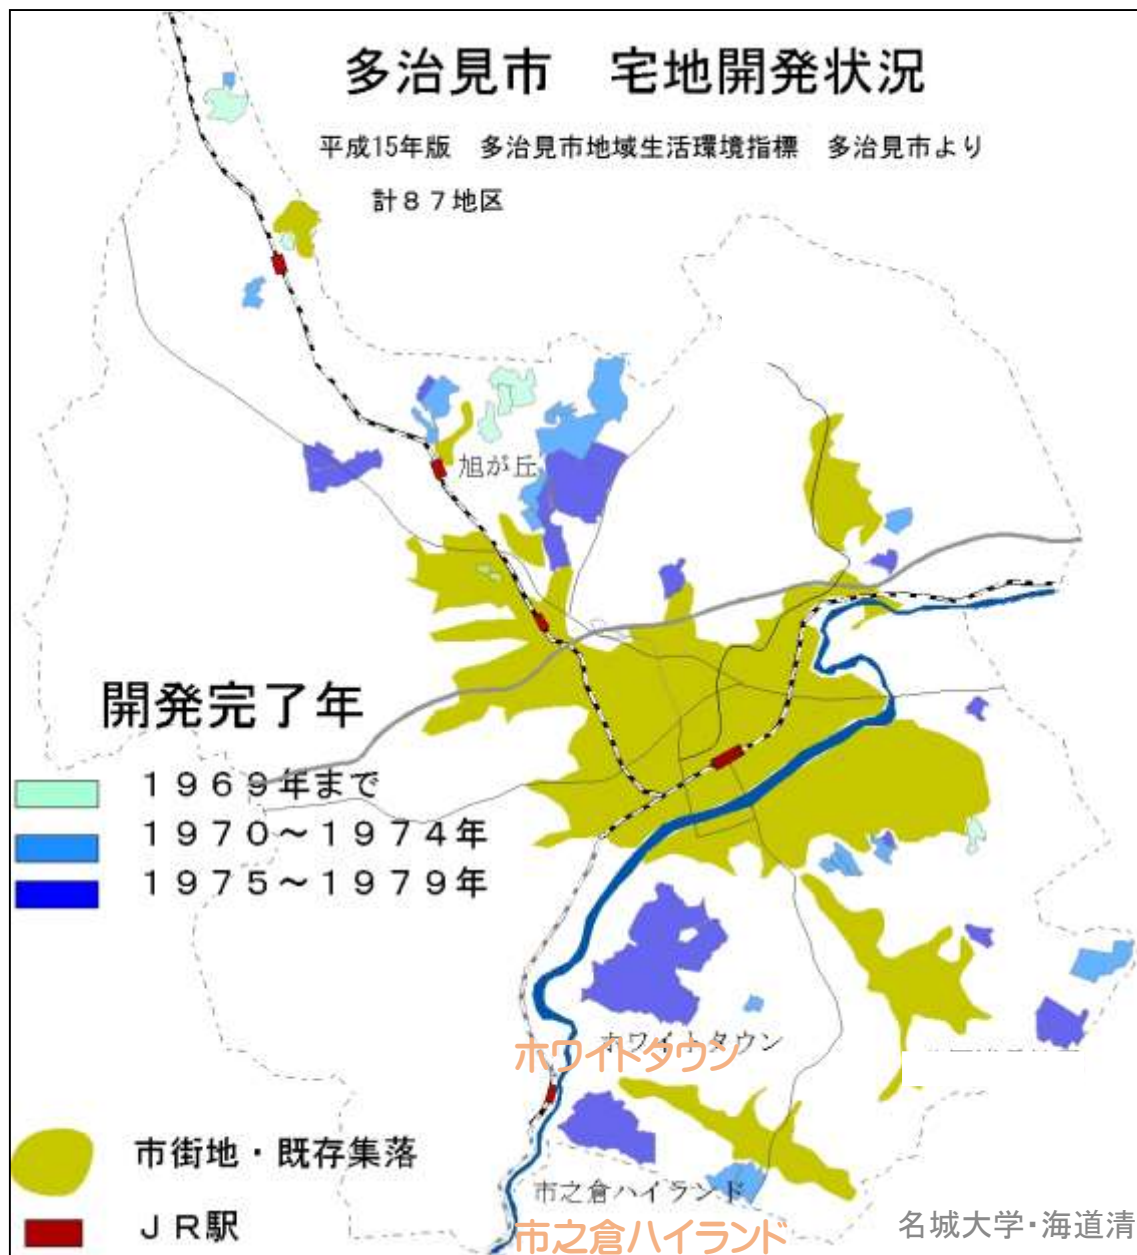 多治見市　宅地開発状況
平成15年版　多治見市地域生活環境指標　多治見市より
計８７地区
旭が丘
開発完了年
１９６９年まで
１９７０～１９７４年
１９７５～１９７９年
ホワイトタウン
ホワイトタウン
市街地・既存集落
市之倉ハイランド
ＪＲ駅
市之倉ハイランド
名城大学・海道清